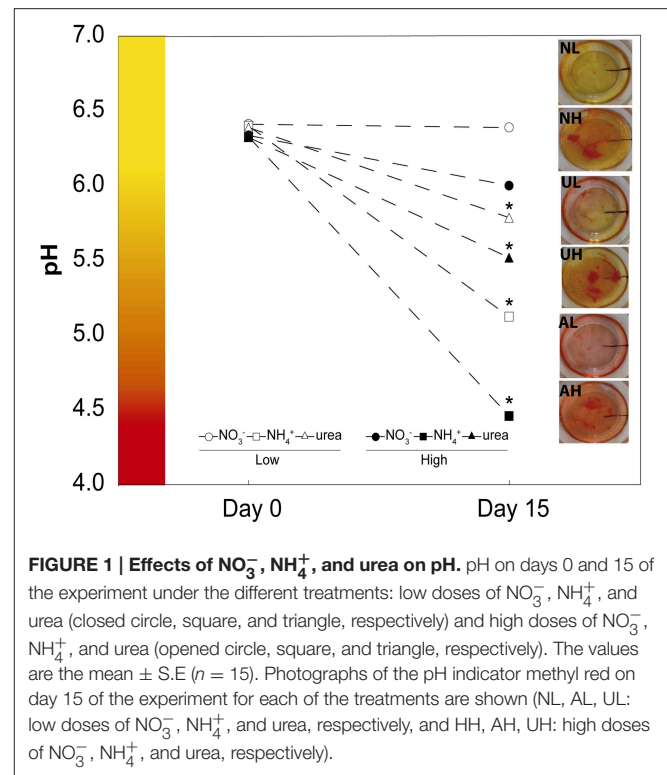 7.0
NL
6.5
NH
6.0
UL
*
pH
5.5
*
UH
*
5.0
AL
*
4.5
AH
NO₃⁻ NH₄⁺ urea NO₃⁻ NH₄⁺ urea
Low High
4.0
Day 0 Day 15
FIGURE 1 | Effects of NO₃⁻, NH₄⁺, and urea on pH. pH on days 0 and 15 of
the experiment under the different treatments: low doses of NO₃⁻, NH₄⁺, and
urea (closed circle, square, and triangle, respectively) and high doses of NO₃⁻,
NH₄⁺, and urea (opened circle, square, and triangle, respectively). The values
are the mean ± S.E (n = 15). Photographs of the pH indicator methyl red on
day 15 of the experiment for each of the treatments are shown (NL, AL, UL:
low doses of NO₃⁻, NH₄⁺, and urea, respectively, and HH, AH, UH: high doses
of NO₃⁻, NH₄⁺, and urea, respectively).